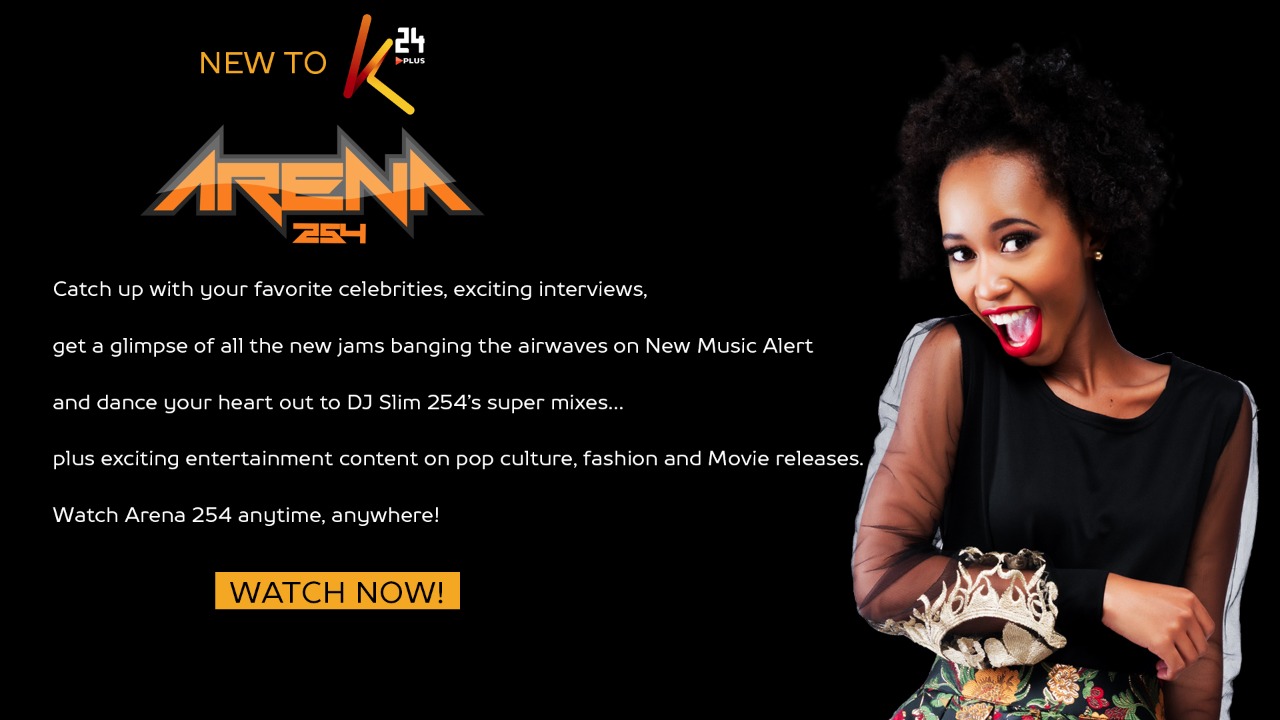 NEW TO K24 PLUS
ARENA
254
Catch up with your favorite celebrities, exciting interviews,
get a glimpse of all the new jams banging the airwaves on New Music Alert
and dance your heart out to DJ Slim 254's super mixes...
plus exciting entertainment content on pop culture, fashion and Movie releases.
Watch Arena 254 anytime, anywhere!
WATCH NOW!